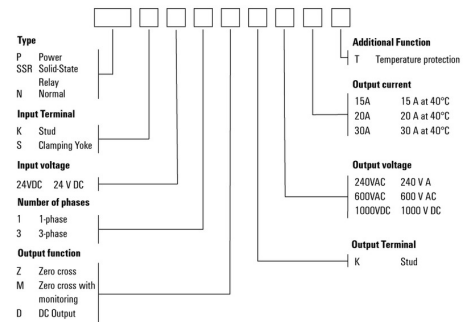 Type
P Power
SSR Solid-State
Relay
N Normal
Input Terminal
K Stud
S Clamping Yoke
Input voltage
24VDC 24 V DC
Number of phases
1 1-phase
3 3-phase
Output function
Z Zero cross
M Zero cross with
monitoring
D DC Output
Additional Function
T Temperature protection
Output current
15A 15 A at 40°C
20A 20 A at 40°C
30A 30 A at 40°C
Output voltage
240VAC 240 V A
600VAC 600 V AC
1000VDC 1000 V DC
Output Terminal
K Stud